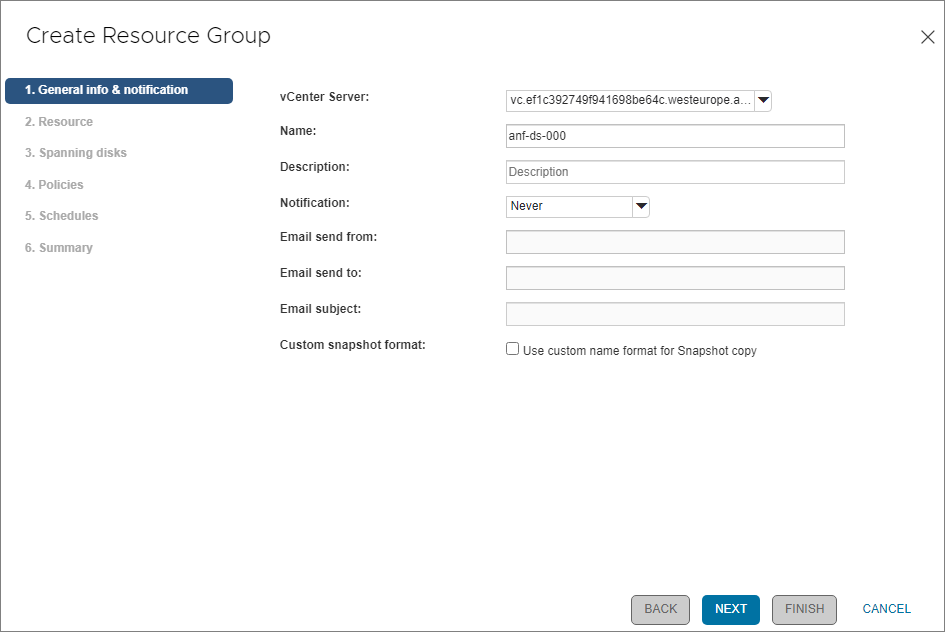 Create Resource Group
1. General info & notification
2. Resource
3. Spanning disks
4. Policies
5. Schedules
6. Summary
vCenter Server: vc.ef1c392749f941698be64c.westeurope.a...
Name: anf-ds-000
Description: Description
Notification: Never
Email send from:
Email send to:
Email subject:
Custom snapshot format: Use custom name format for Snapshot copy
BACK NEXT FINISH CANCEL